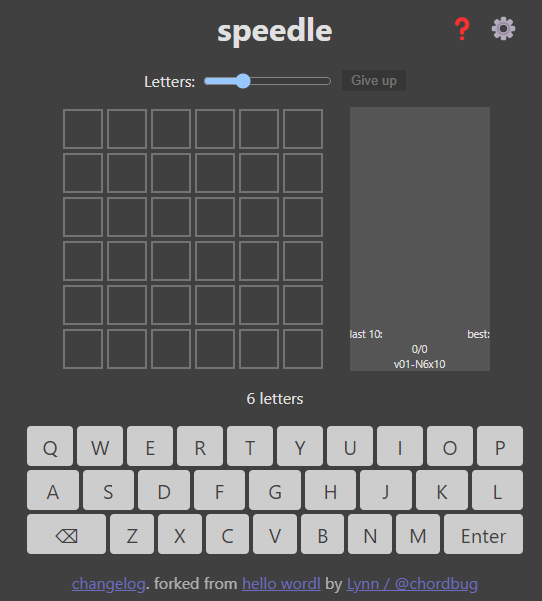 speedle ❓ ⚙
Letters: Give up
last 10: best:
0/0
v01-N6x10
6 letters
Q W E R T Y U I O P
A S D F G H J K L
⌫ Z X C V B N M Enter
changelog. forked from hello wordl by Lynn / @chordbug